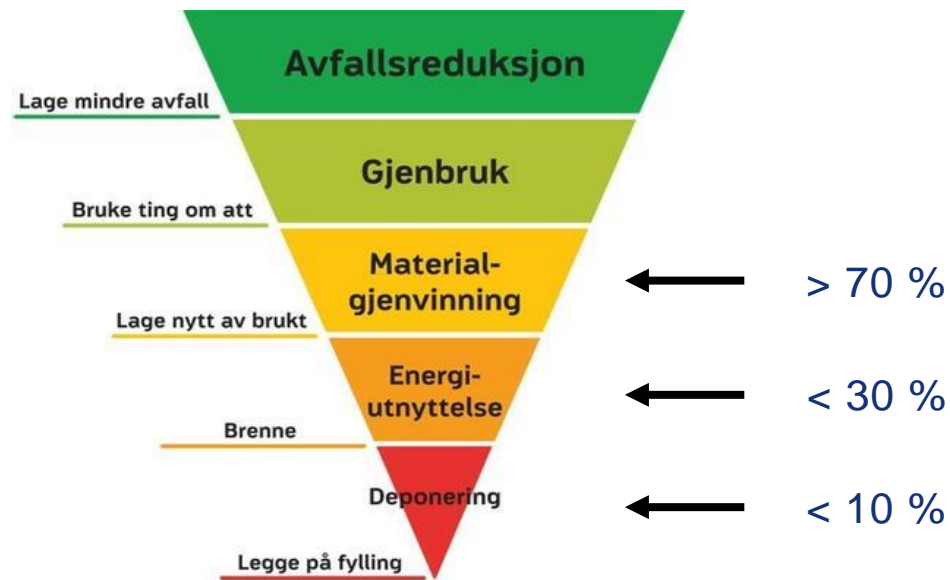 Avfallsreduksjon
Lage mindre avfall
Gjenbruk
Bruke ting om att
Material-
gjenvinning
> 70 %
Lage nytt av brukt
Energi-
utnyttelse
< 30 %
Brenne
Deponering
< 10 %
Legge på fylling